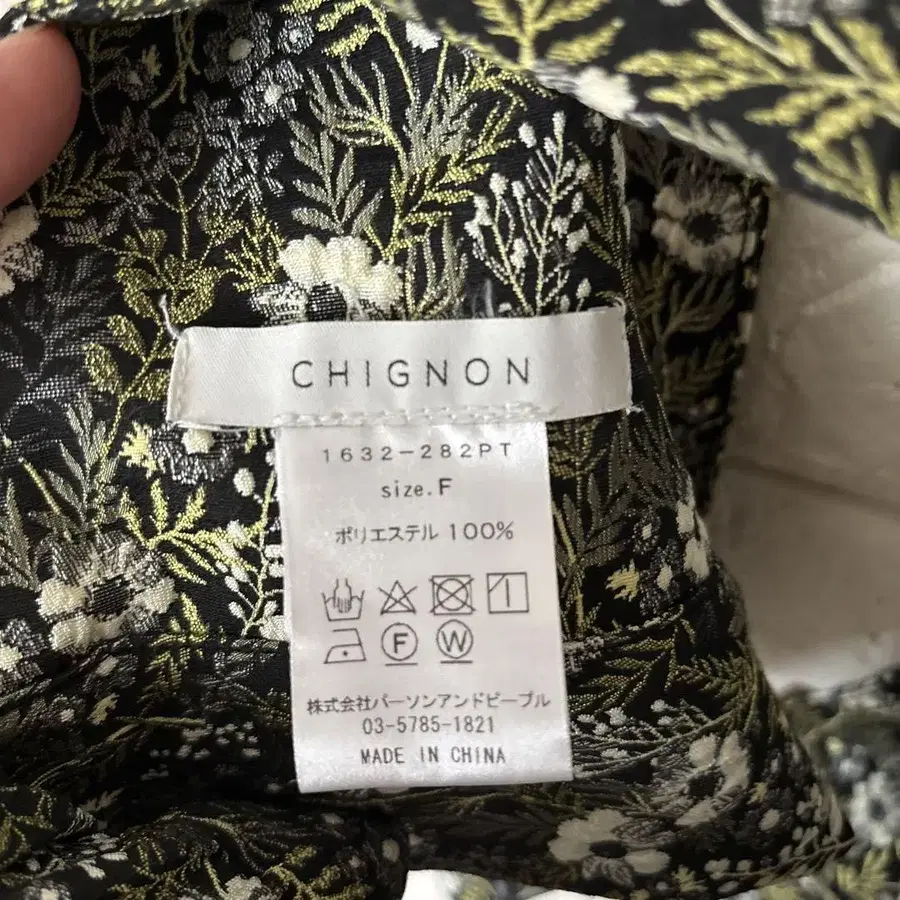 CHIGNON
1632-282PT
size.F
ポリエステル 100%
F W
株式会社パーソンアンドピープル
03-5785-1821
MADE IN CHINA